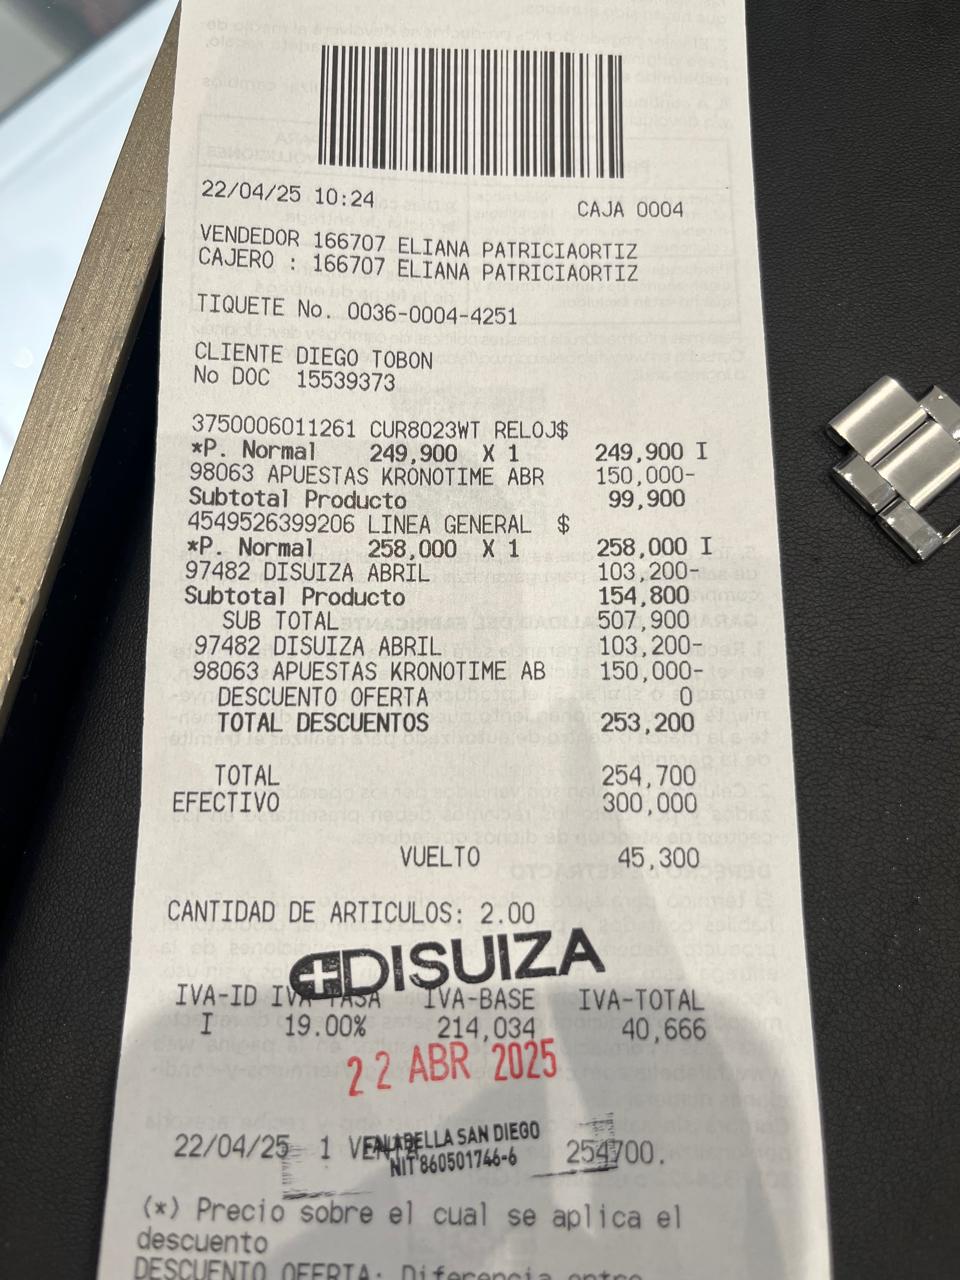 22/04/25 10:24 CAJA 0004
VENDEDOR 166707 ELIANA PATRICIAORTIZ
CAJERO : 166707 ELIANA PATRICIAORTIZ
TIQUETE No. 0036-0004-4251
CLIENTE DIEGO TOBON
No DOC 15539373
3750006011261 CUR8023WT RELOJ$
*P. Normal 249,900 X 1 249,900 I
98063 APUESTAS KRONOTIME ABR 150,000-
Subtotal Producto 99,900
4549526399206 LINEA GENERAL $
*P. Normal 258,000 X 1 258,000 I
97482 DISUIZA ABRIL 103,200-
Subtotal Producto 154,800
SUB TOTAL 507,900
97482 DISUIZA ABRIL 103,200-
98063 APUESTAS KRONOTIME AB 150,000-
DESCUENTO OFERTA 0
TOTAL DESCUENTOS 253,200
TOTAL 254,700
EFECTIVO 300,000
VUELTO 45,300
CANTIDAD DE ARTICULOS: 2.00
DISUIZA
IVA-ID IVA TASA IVA-BASE IVA-TOTAL
I 19.00% 214,034 40,666
22 ABR 2025
FALABELLA SAN DIEGO
22/04/25 1 VENTA 254700.
NIT 860501746-6
(*) Precio sobre el cual se aplica el
descuento
DESCUENTO OFERTA: Diferencia entre